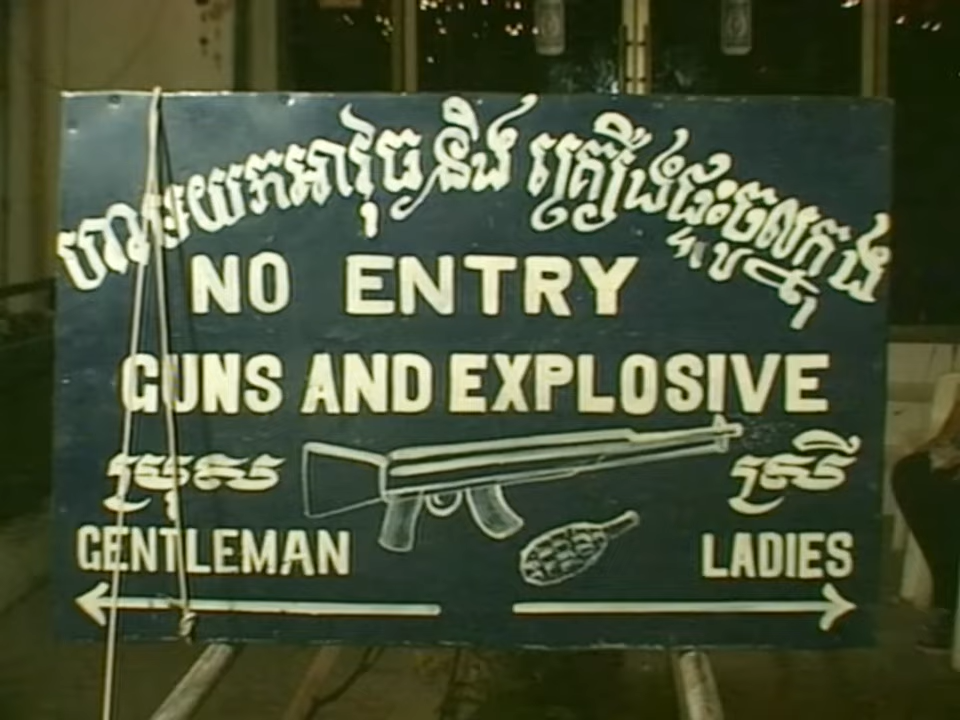 ហាមយកអាវុធ និង គ្រឿងផ្ទុះចូលក្នុង
NO ENTRY
GUNS AND EXPLOSIVE
ប្រុស
ស្រី
GENTLEMAN
LADIES